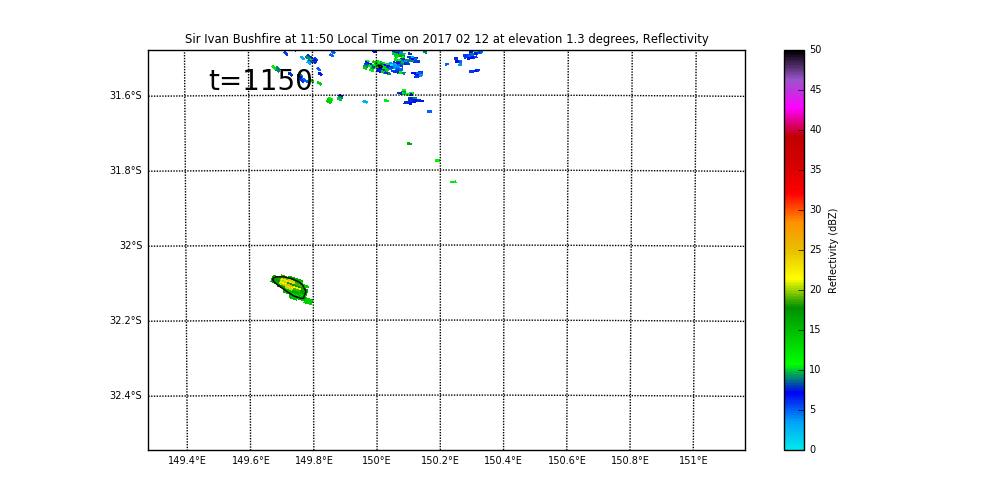 Sir Ivan Bushfire at 11:50 Local Time on 2017 02 12 at elevation 1.3 degrees, Reflectivity
t=1150
31.6°S
31.8°S
32°S
32.2°S
32.4°S
149.4°E 149.6°E 149.8°E 150°E 150.2°E 150.4°E 150.6°E 150.8°E 151°E
50
45
40
35
30
25
20
15
10
5
0
Reflectivity (dBZ)